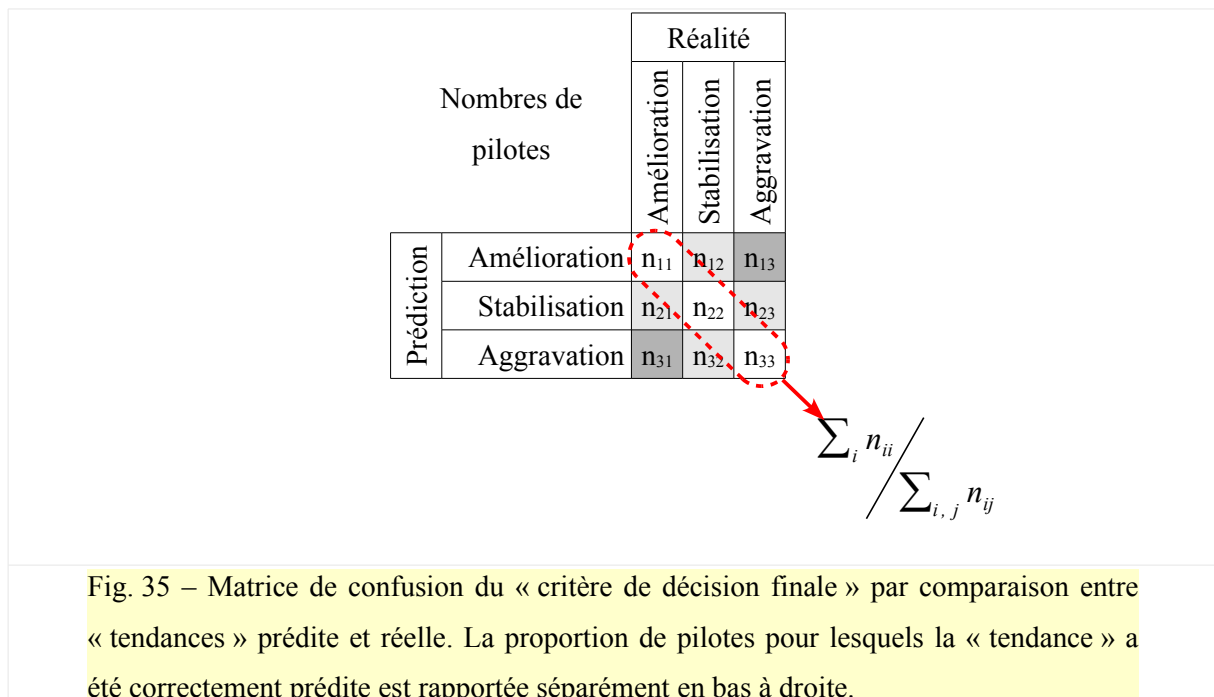 Réalité
Nombres de
pilotes
Amélioration
Stabilisation
Aggravation
Prédiction
Amélioration n₁₁ n₁₂ n₁₃
Stabilisation n₂₁ n₂₂ n₂₃
Aggravation n₃₁ n₃₂ n₃₃
∑ᵢ nᵢᵢ / ∑ᵢ,ⱼ nᵢⱼ
Fig. 35 – Matrice de confusion du « critère de décision finale » par comparaison entre
« tendances » prédite et réelle. La proportion de pilotes pour lesquels la « tendance » a
été correctement prédite est rapportée séparément en bas à droite.